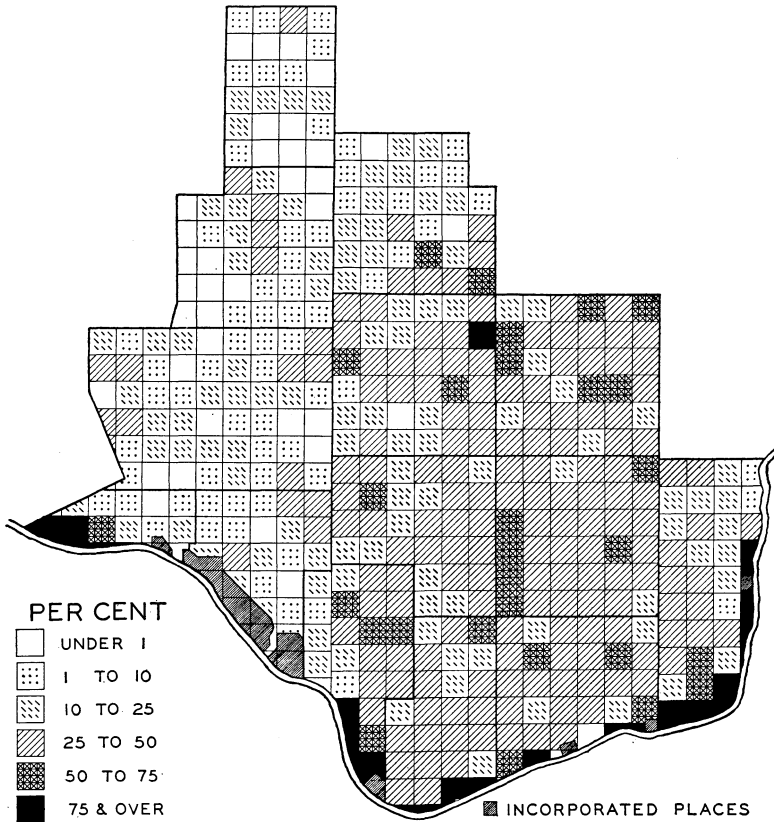 PER CENT
UNDER 1
1 TO 10
10 TO 25
25 TO 50
50 TO 75
75 & OVER
INCORPORATED PLACES